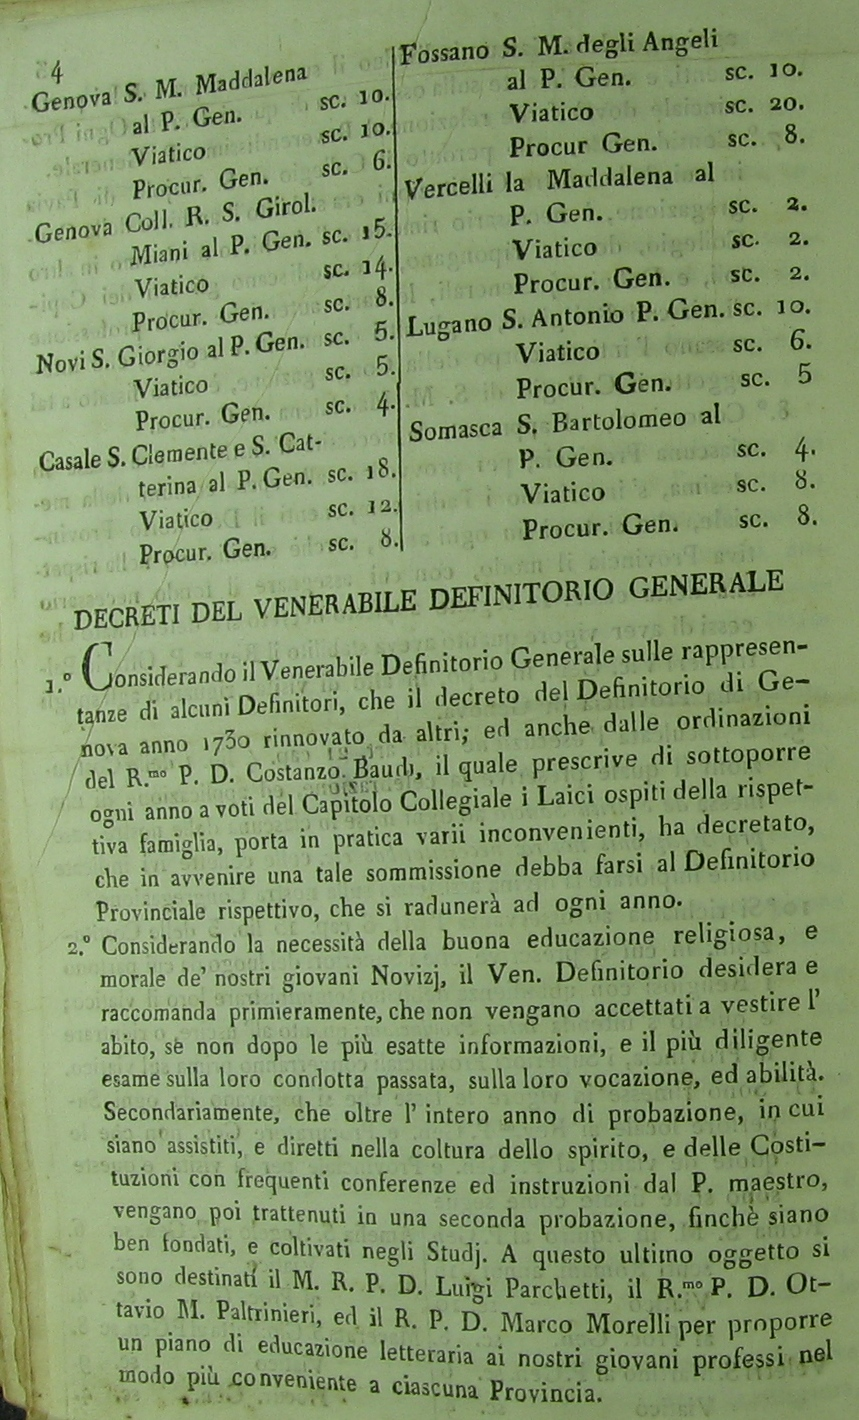 4
Genova S. M. Maddalena
al P. Gen. sc. 10.
Viatico sc. 10.
Procur. Gen. sc. 6.
Genova Coll. R. S. Girol.
Miani al P. Gen. sc. 15.
Viatico sc. 14.
Procur. Gen. sc. 8.
Novi S. Giorgio al P. Gen. sc. 5.
Viatico sc. 5.
Procur. Gen. sc. 4.
Casale S. Clemente e S. Cat-
terina al P. Gen. sc. 18.
Viatico sc. 12.
Procur. Gen. sc. 8.
Fossano S. M. degli Angeli
al P. Gen. sc. 10.
Viatico sc. 20.
Procur Gen. sc. 8.
Vercelli la Maddalena al
P. Gen. sc. 2.
Viatico sc. 2.
Procur. Gen. sc. 2.
Lugano S. Antonio P. Gen. sc. 10.
Viatico sc. 6.
Procur. Gen. sc. 5
Somasca S. Bartolomeo al
P. Gen. sc. 4.
Viatico sc. 8.
Procur. Gen. sc. 8.
DECRETI DEL VENERABILE DEFINITORIO GENERALE
1.° Considerando il Venerabile Definitorio Generale sulle rappresen-
tanze di alcuni Definitori, che il decreto del Definitorio di Ge-
nova anno 1730 rinnovato da altri, ed anche dalle ordinazioni
del R.mo P. D. Costanzo Baudi, il quale prescrive di sottoporre
ogni anno a voti del Capitolo Collegiale i Laici ospiti della rispet-
tiva famiglia, porta in pratica varii inconvenienti, ha decretato,
che in avvenire una tale sommissione debba farsi al Definitorio
Provinciale rispettivo, che si radunerà ad ogni anno.
2.° Considerando la necessità della buona educazione religiosa, e
morale de' nostri giovani Novizj, il Ven. Definitorio desidera e
raccomanda primieramente, che non vengano accettati a vestire l'
abito, se non dopo le più esatte informazioni, e il più diligente
esame sulla loro condotta passata, sulla loro vocazione, ed abilità.
Secondariamente, che oltre l' intero anno di probazione, in cui
siano assistiti, e diretti nella coltura dello spirito, e delle Costi-
tuzioni con frequenti conferenze ed instruzioni dal P. maestro,
vengano poi trattenuti in una seconda probazione, finchè siano
ben fondati, e coltivati negli Studj. A questo ultimo oggetto si
sono destinati il M. R. P. D. Luigi Parchetti, il R.mo P. D. Ot-
tavio M. Paltrinieri, ed il R. P. D. Marco Morelli per proporre
un piano di educazione letteraria ai nostri giovani professi nel
modo più conveniente a ciascuna Provincia.